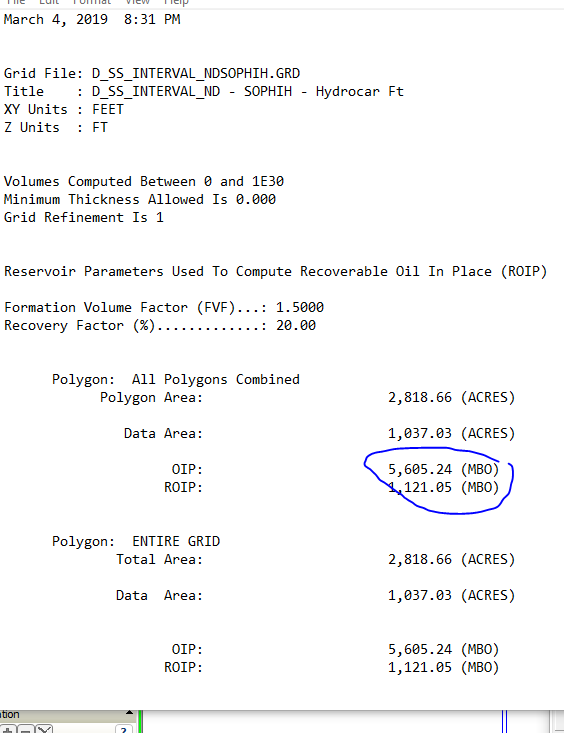 File Edit Format View Help
March 4, 2019  8:31 PM
Grid File: D_SS_INTERVAL_NDSOPHIH.GRD
Title    : D_SS_INTERVAL_ND - SOPHIH - Hydrocar Ft
XY Units : FEET
Z Units  : FT
Volumes Computed Between 0 and 1E30
Minimum Thickness Allowed Is 0.000
Grid Refinement Is 1
Reservoir Parameters Used To Compute Recoverable Oil In Place (ROIP)
Formation Volume Factor (FVF)...: 1.5000
Recovery Factor (%).............: 20.00
Polygon:  All Polygons Combined
Polygon Area: 2,818.66 (ACRES)
Data Area: 1,037.03 (ACRES)
OIP: 5,605.24 (MBO)
ROIP: 1,121.05 (MBO)
Polygon:  ENTIRE GRID
Total Area: 2,818.66 (ACRES)
Data  Area: 1,037.03 (ACRES)
OIP: 5,605.24 (MBO)
ROIP: 1,121.05 (MBO)
ation
?